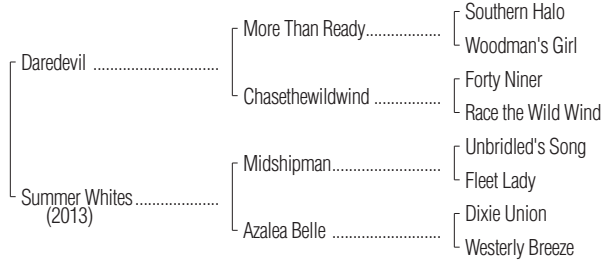 Southern Halo
More Than Ready..................
Woodman's Girl
Daredevil ..............................
Forty Niner
Chasethewildwind ................
Race the Wild Wind
Unbridled's Song
Midshipman..........................
Fleet Lady
Summer Whites....................
(2013)
Dixie Union
Azalea Belle ..........................
Westerly Breeze